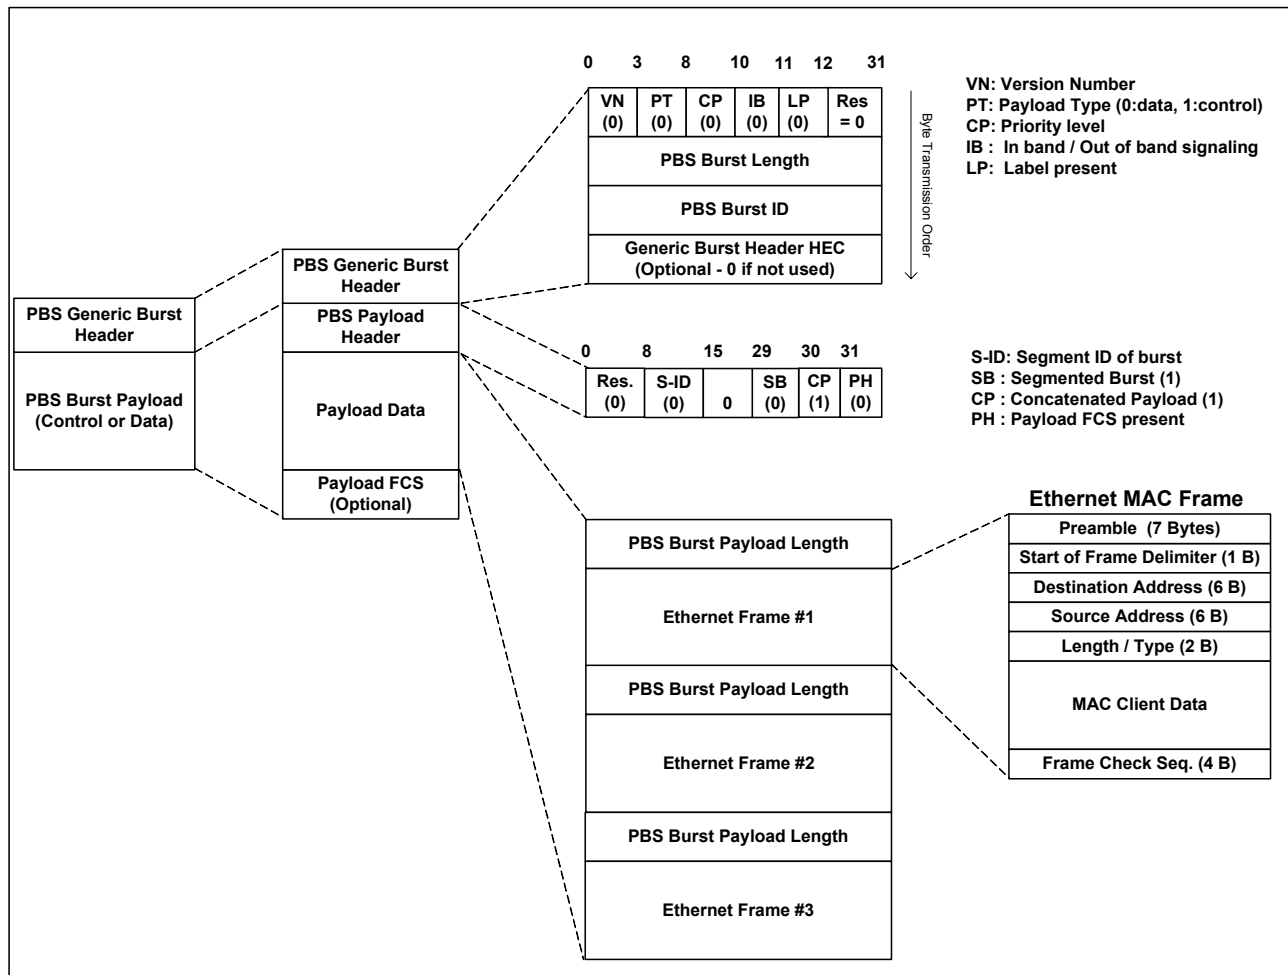 0 3 8 10 11 12 31
VN PT CP IB LP Res
(0) (0) (0) (0) (0) = 0
PBS Burst Length
PBS Burst ID
Generic Burst Header HEC
(Optional - 0 if not used)
Byte Transmission Order
VN: Version Number
PT: Payload Type (0:data, 1:control)
CP: Priority level
IB : In band / Out of band signaling
LP: Label present
PBS Generic Burst
Header
PBS Burst Payload
(Control or Data)
PBS Generic Burst
Header
PBS Payload
Header
Payload Data
Payload FCS
(Optional)
0 8 15 29 30 31
Res. S-ID SB CP PH
(0) (0) 0 (0) (1) (0)
S-ID: Segment ID of burst
SB : Segmented Burst (1)
CP : Concatenated Payload (1)
PH : Payload FCS present
PBS Burst Payload Length
Ethernet Frame #1
PBS Burst Payload Length
Ethernet Frame #2
PBS Burst Payload Length
Ethernet Frame #3
Ethernet MAC Frame
Preamble (7 Bytes)
Start of Frame Delimiter (1 B)
Destination Address (6 B)
Source Address (6 B)
Length / Type (2 B)
MAC Client Data
Frame Check Seq. (4 B)